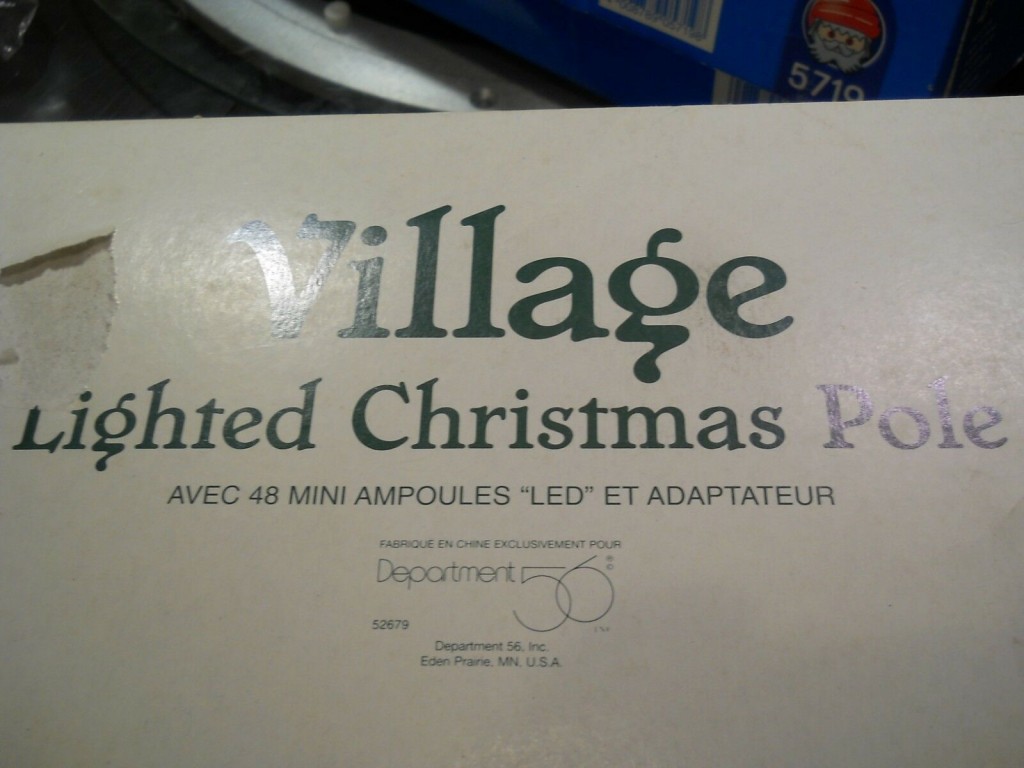 5719
Village
Lighted Christmas Pole
AVEC 48 MINI AMPOULES “LED” ET ADAPTATEUR
FABRIQUÉ EN CHINE EXCLUSIVEMENT POUR
Department 56
52679
Department 56, Inc.
Eden Prairie, MN, U.S.A.